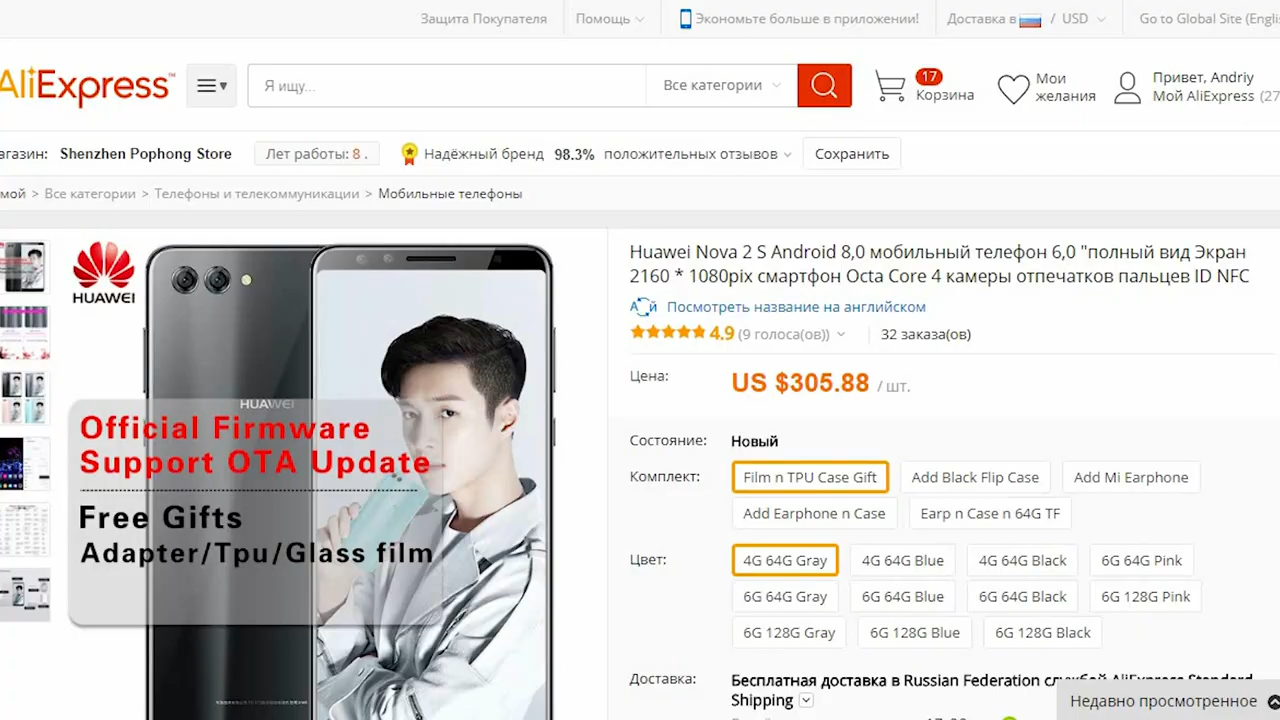 Защита Покупателя
Помощь
Экономьте больше в приложении!
Доставка в / USD
Go to Global Site (Engli
AliExpress™
Я ищу...
Все категории
17
Корзина
Мои желания
Привет, Andriy
Мой AliExpress (27
агазин: Shenzhen Pophong Store
Лет работы: 8 .
Надёжный бренд 98.3% положительных отзывов
Сохранить
мой > Все категории > Телефоны и телекоммуникации > Мобильные телефоны
HUAWEI
HUAWEI
Official Firmware
Support OTA Update
Free Gifts
Adapter/Tpu/Glass film
Huawei Nova 2 S Android 8,0 мобильный телефон 6,0 "полный вид Экран
2160 * 1080pix смартфон Octa Core 4 камеры отпечатков пальцев ID NFC
Посмотреть название на английском
4.9 (9 голоса(ов))
32 заказа(ов)
Цена:
US $305.88 / шт.
Состояние: Новый
Комплект:
Film n TPU Case Gift
Add Black Flip Case
Add Mi Earphone
Add Earphone n Case
Earp n Case n 64G TF
Цвет:
4G 64G Gray
4G 64G Blue
4G 64G Black
6G 64G Pink
6G 64G Gray
6G 64G Blue
6G 64G Black
6G 128G Pink
6G 128G Gray
6G 128G Blue
6G 128G Black
Доставка:
Бесплатная доставка в Russian Federation службой AliExpress Standard
Shipping
Недавно просмотренное